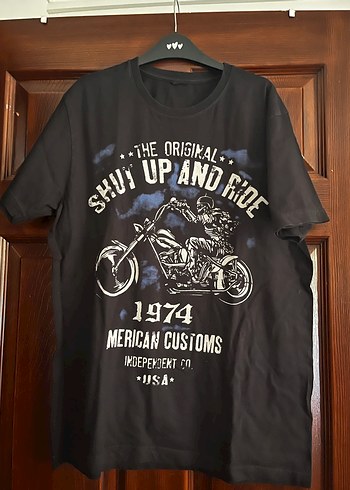 ★★THE ORIGINAL★★
SHUT UP AND RIDE
1974
MERICAN CUSTOMS
INDEPENDENT CO.
★USA★